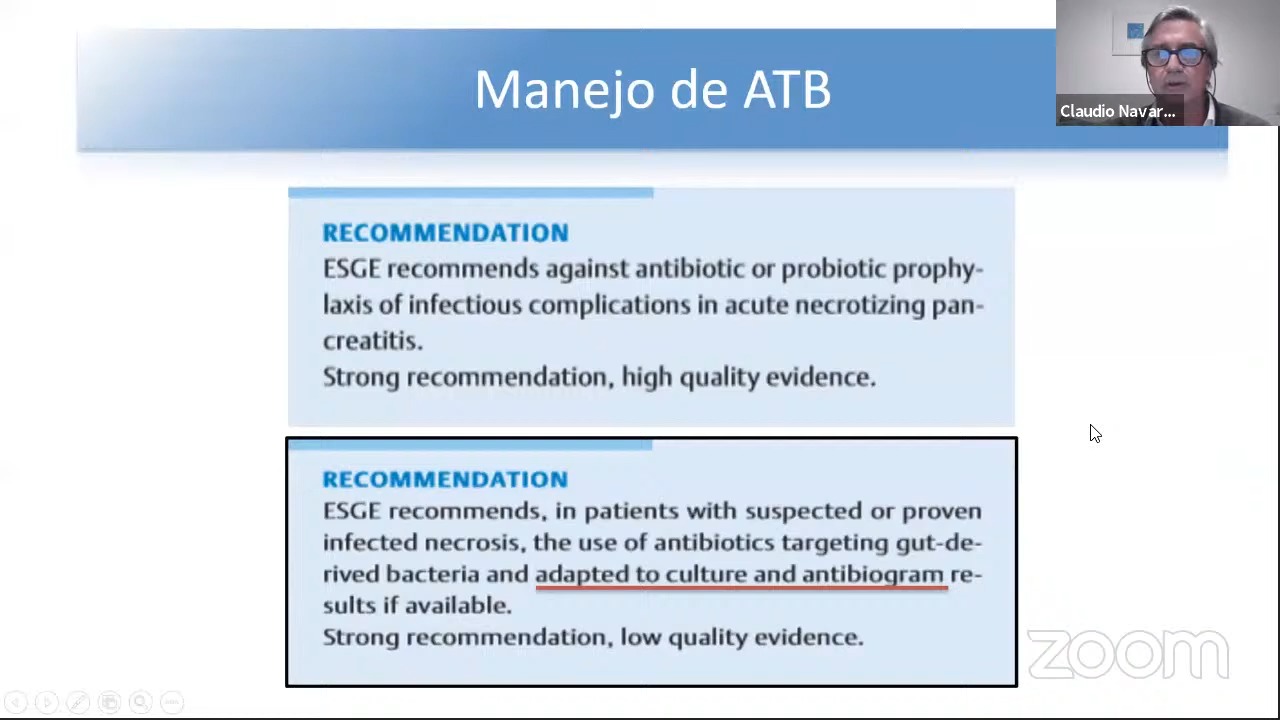 Manejo de ATB
Claudio Navar...
RECOMMENDATION
ESGE recommends against antibiotic or probiotic prophy-
laxis of infectious complications in acute necrotizing pan-
creatitis.
Strong recommendation, high quality evidence.
RECOMMENDATION
ESGE recommends, in patients with suspected or proven
infected necrosis, the use of antibiotics targeting gut-de-
rived bacteria and adapted to culture and antibiogram re-
sults if available.
Strong recommendation, low quality evidence.
zoom